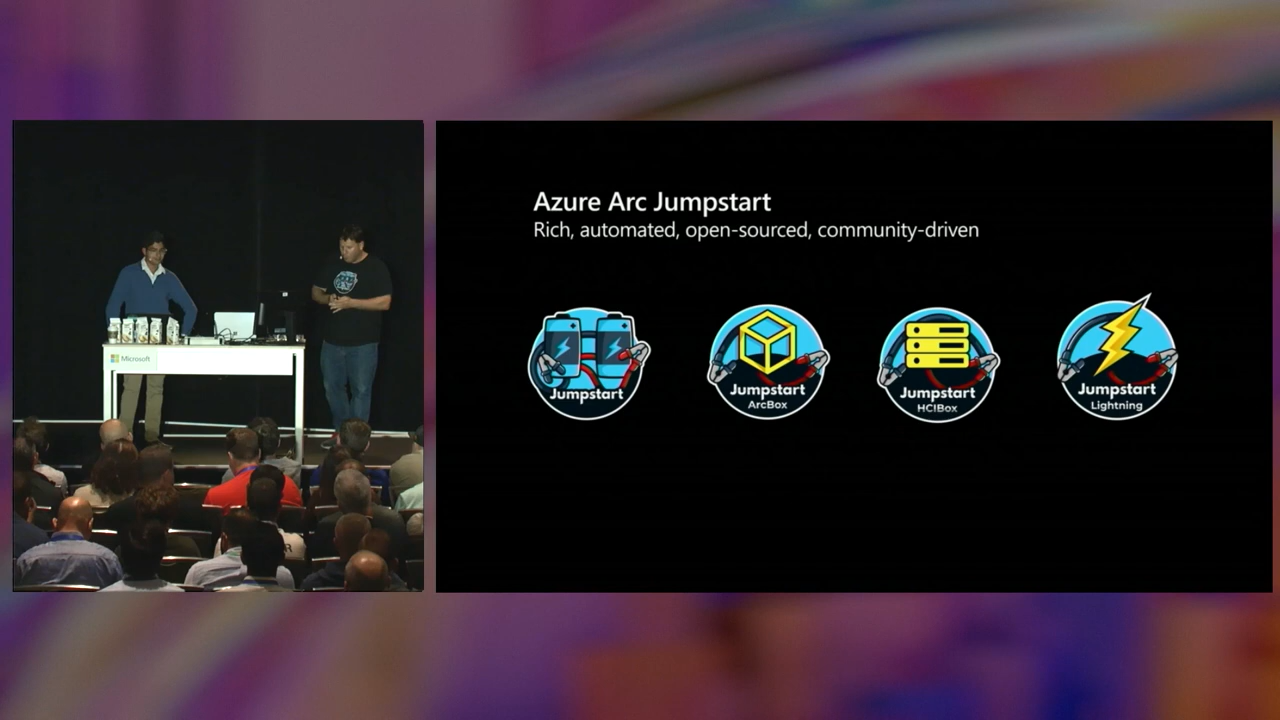 Azure Arc Jumpstart
Rich, automated, open-sourced, community-driven
Jumpstart
Jumpstart
ArcBox
Jumpstart
HCIBox
Jumpstart
Lightning
Microsoft